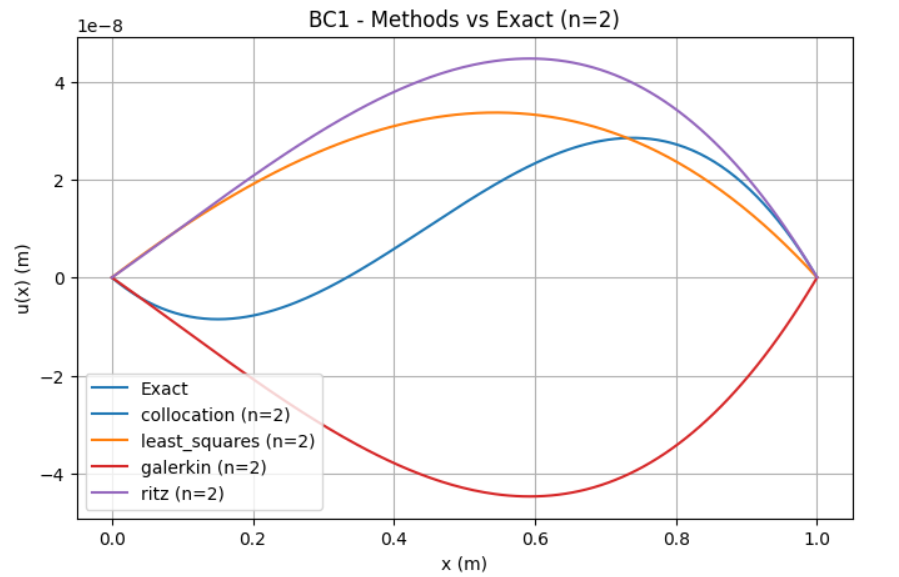 BC1 - Methods vs Exact (n=2)
1e−8
4
2
0
−2
−4
u(x) (m)
Exact
collocation (n=2)
least_squares (n=2)
galerkin (n=2)
ritz (n=2)
0.0 0.2 0.4 0.6 0.8 1.0
x (m)